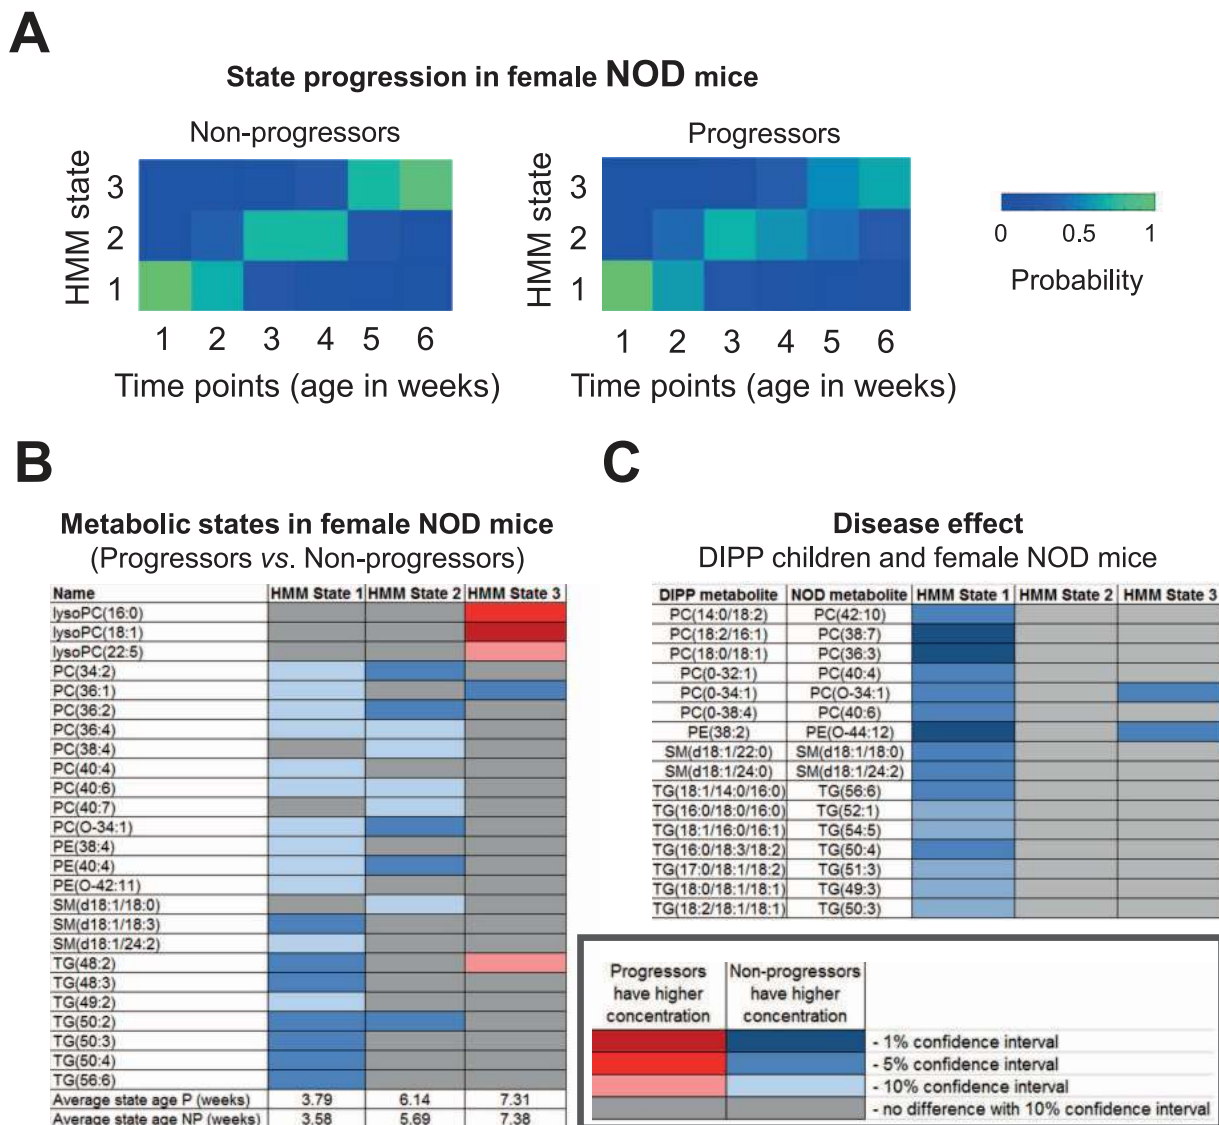 A
State progression in female NOD mice
Non-progressors
Progressors
HMM state
3
2
1
1 2 3 4 5 6
Time points (age in weeks)
HMM state
3
2
1
1 2 3 4 5 6
Time points (age in weeks)
0 0.5 1
Probability
B
Metabolic states in female NOD mice
(Progressors vs. Non-progressors)
Name HMM State 1 HMM State 2 HMM State 3
lysoPC(16:0)
lysoPC(18:1)
lysoPC(22:5)
PC(34:2)
PC(36:1)
PC(36:2)
PC(36:4)
PC(38:4)
PC(40:4)
PC(40:6)
PC(40:7)
PC(O-34:1)
PE(38:4)
PE(40:4)
PE(O-42:11)
SM(d18:1/18:0)
SM(d18:1/18:3)
SM(d18:1/24:2)
TG(48:2)
TG(48:3)
TG(49:2)
TG(50:2)
TG(50:3)
TG(50:4)
TG(56:6)
Average state age P (weeks) 3.79 6.14 7.31
Average state age NP (weeks) 3.58 5.69 7.38
C
Disease effect
DIPP children and female NOD mice
DIPP metabolite NOD metabolite HMM State 1 HMM State 2 HMM State 3
PC(14:0/18:2) PC(42:10)
PC(18:2/16:1) PC(38:7)
PC(18:0/18:1) PC(36:3)
PC(0-32:1) PC(40:4)
PC(0-34:1) PC(O-34:1)
PC(0-38:4) PC(40:6)
PE(38:2) PE(O-44:12)
SM(d18:1/22:0) SM(d18:1/18:0)
SM(d18:1/24:0) SM(d18:1/24:2)
TG(18:1/14:0/16:0) TG(56:6)
TG(16:0/18:0/16:0) TG(52:1)
TG(18:1/16:0/16:1) TG(54:5)
TG(16:0/18:3/18:2) TG(50:4)
TG(17:0/18:1/18:2) TG(51:3)
TG(18:0/18:1/18:1) TG(49:3)
TG(18:2/18:1/18:1) TG(50:3)
Progressors have higher concentration
Non-progressors have higher concentration
- 1% confidence interval
- 5% confidence interval
- 10% confidence interval
- no difference with 10% confidence interval